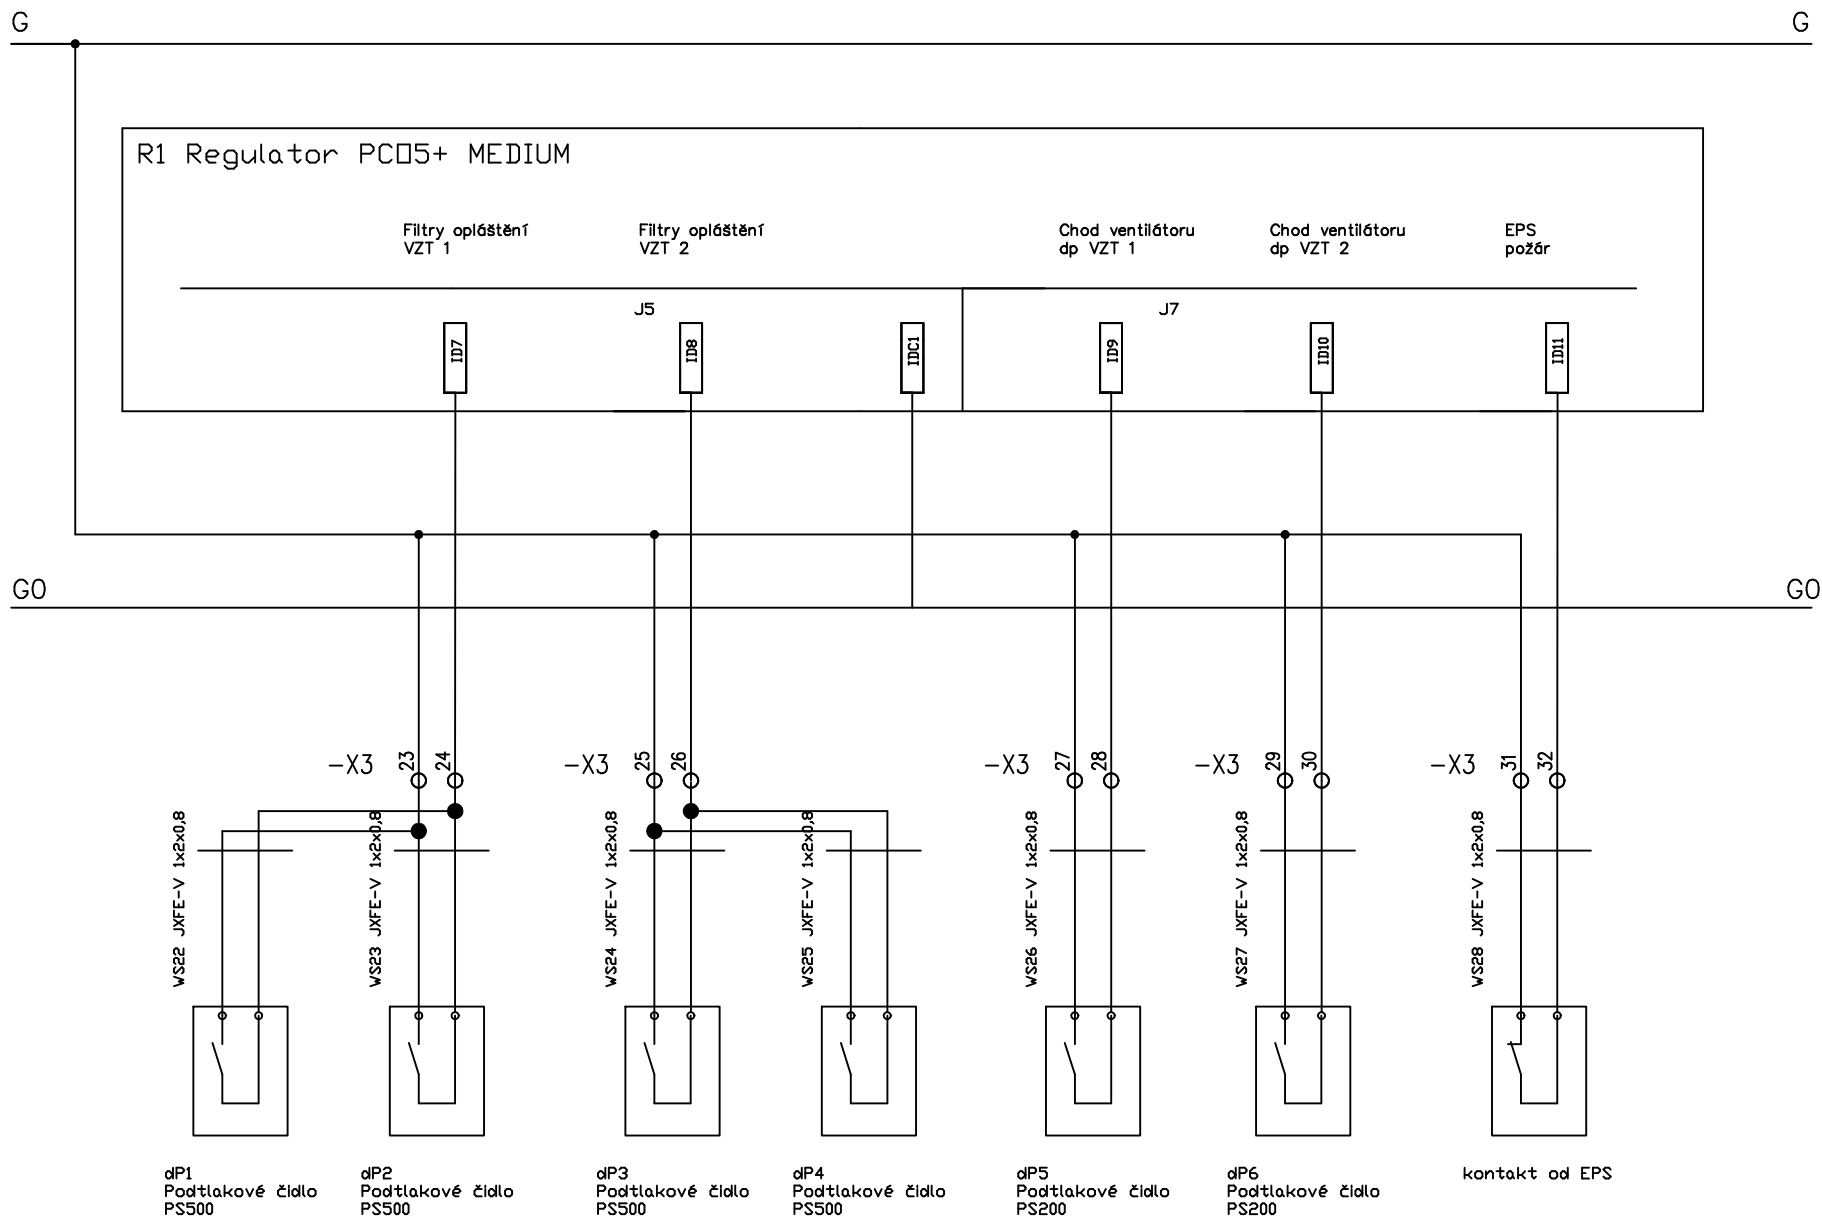 G G
R1 Regulator PC05+ MEDIUM
Filtry opláštění
VZT 1
Filtry opláštění
VZT 2
Chod ventilátoru
dp VZT 1
Chod ventilátoru
dp VZT 2
EPS
požár
J5
J7
ID7
ID8
IDC1
ID9
ID10
ID11
G0 G0
-X3
23
24
-X3
25
26
-X3
27
28
-X3
29
30
-X3
31
32
WS22 JXFE-V 1x2x0,8
WS23 JXFE-V 1x2x0,8
WS24 JXFE-V 1x2x0,8
WS25 JXFE-V 1x2x0,8
WS26 JXFE-V 1x2x0,8
WS27 JXFE-V 1x2x0,8
WS28 JXFE-V 1x2x0,8
dP1
Podtlakové čidlo
PS500
dP2
Podtlakové čidlo
PS500
dP3
Podtlakové čidlo
PS500
dP4
Podtlakové čidlo
PS500
dP5
Podtlakové čidlo
PS200
dP6
Podtlakové čidlo
PS200
kontakt od EPS